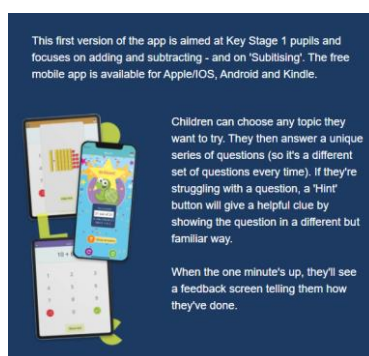 This first version of the app is aimed at Key Stage 1 pupils and
focuses on adding and subtracting - and on 'Subitising'. The free
mobile app is available for Apple/IOS, Android and Kindle.
Children can choose any topic they
want to try. They then answer a unique
series of questions (so it's a different
set of questions every time). If they're
struggling with a question, a 'Hint'
button will give a helpful clue by
showing the question in a different but
familiar way.
When the one minute's up, they'll see
a feedback screen telling them how
they've done.